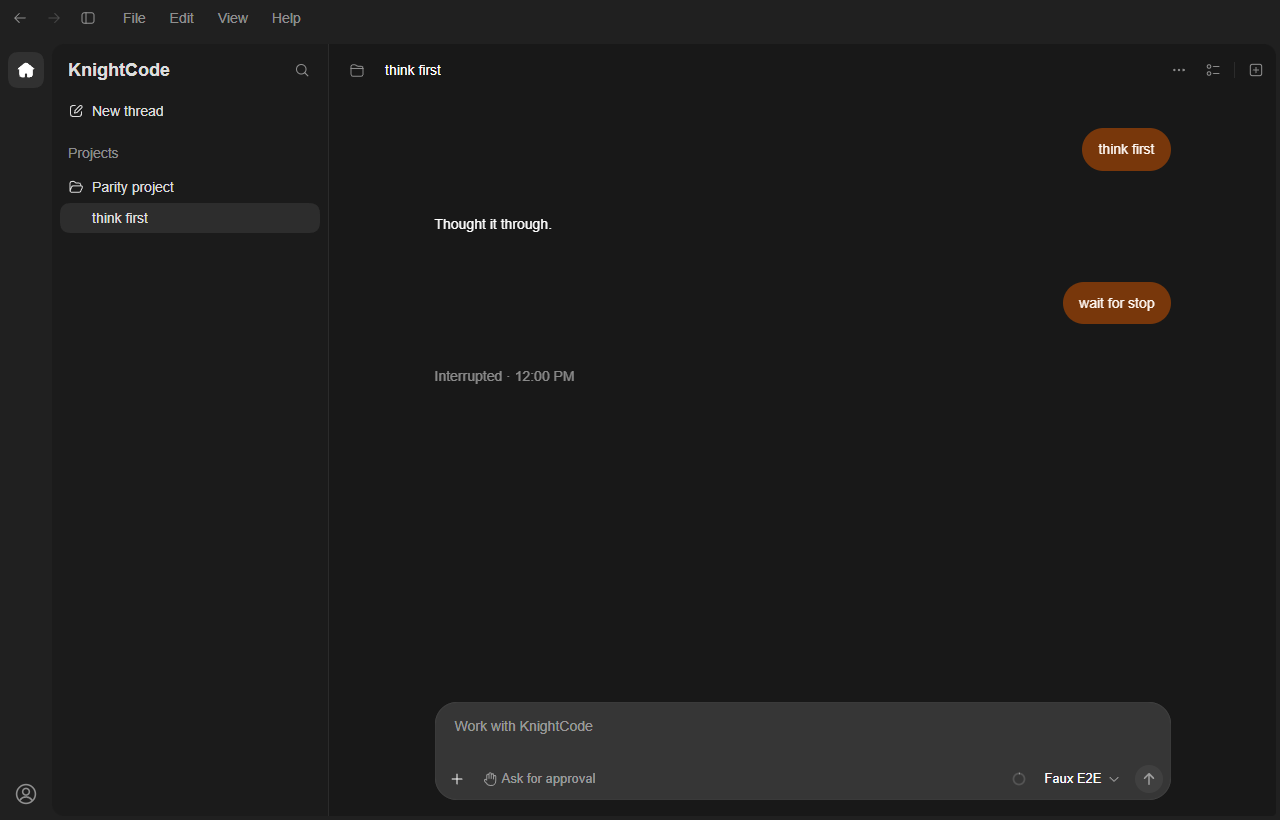 File Edit View Help
KnightCode
New thread
Projects
Parity project
think first
think first
think first
Thought it through.
wait for stop
Interrupted · 12:00 PM
Work with KnightCode
Ask for approval
Faux E2E